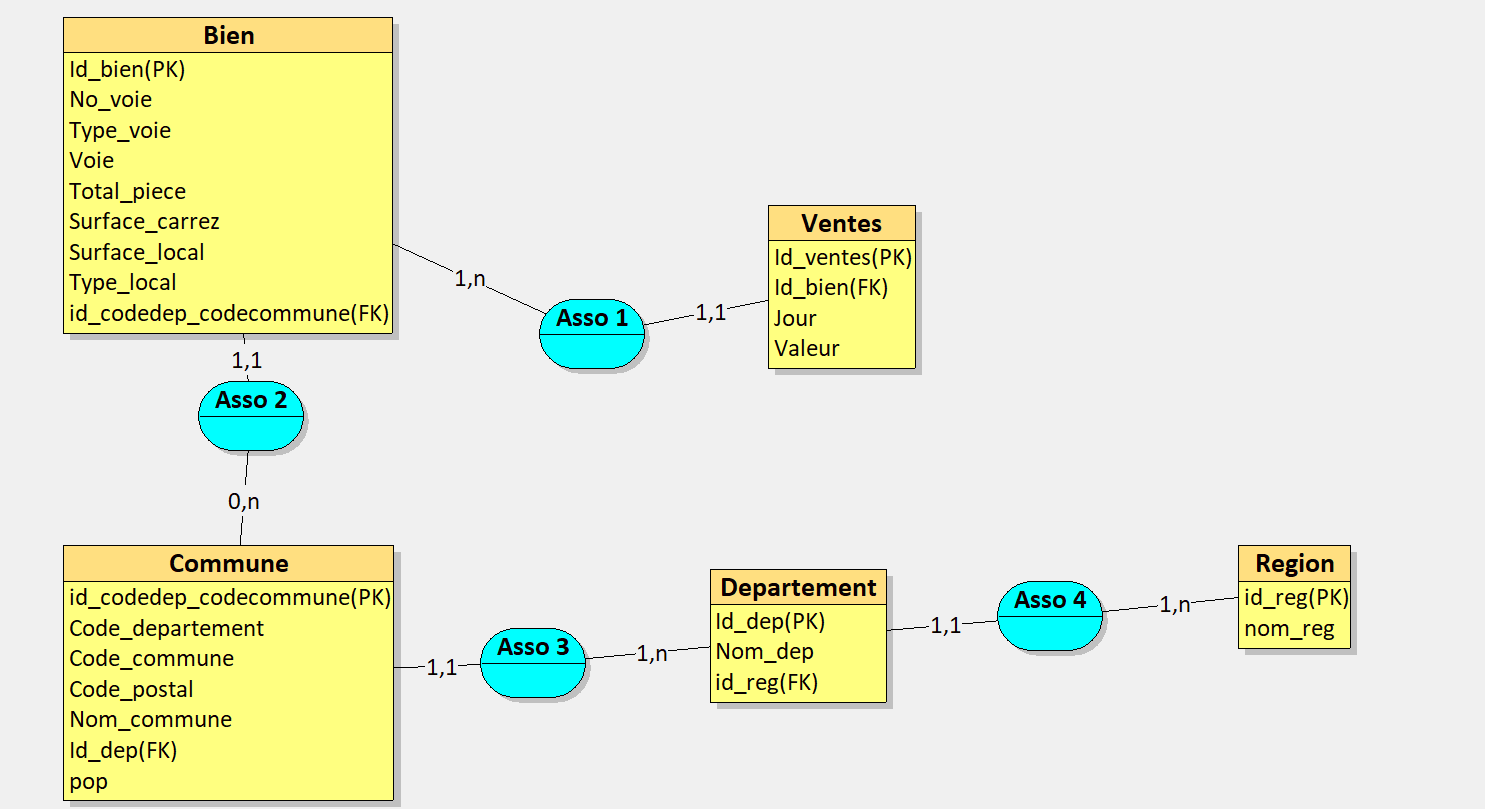 Bien
Id_bien(PK)
No_voie
Type_voie
Voie
Total_piece
Surface_carrez
Surface_local
Type_local
id_codedep_codecommune(FK)
1,n
Asso 1
1,1
Ventes
Id_ventes(PK)
Id_bien(FK)
Jour
Valeur
1,1
Asso 2
0,n
Commune
id_codedep_codecommune(PK)
Code_departement
Code_commune
Code_postal
Nom_commune
Id_dep(FK)
pop
1,1
Asso 3
1,n
Departement
Id_dep(PK)
Nom_dep
id_reg(FK)
1,1
Asso 4
1,n
Region
id_reg(PK)
nom_reg